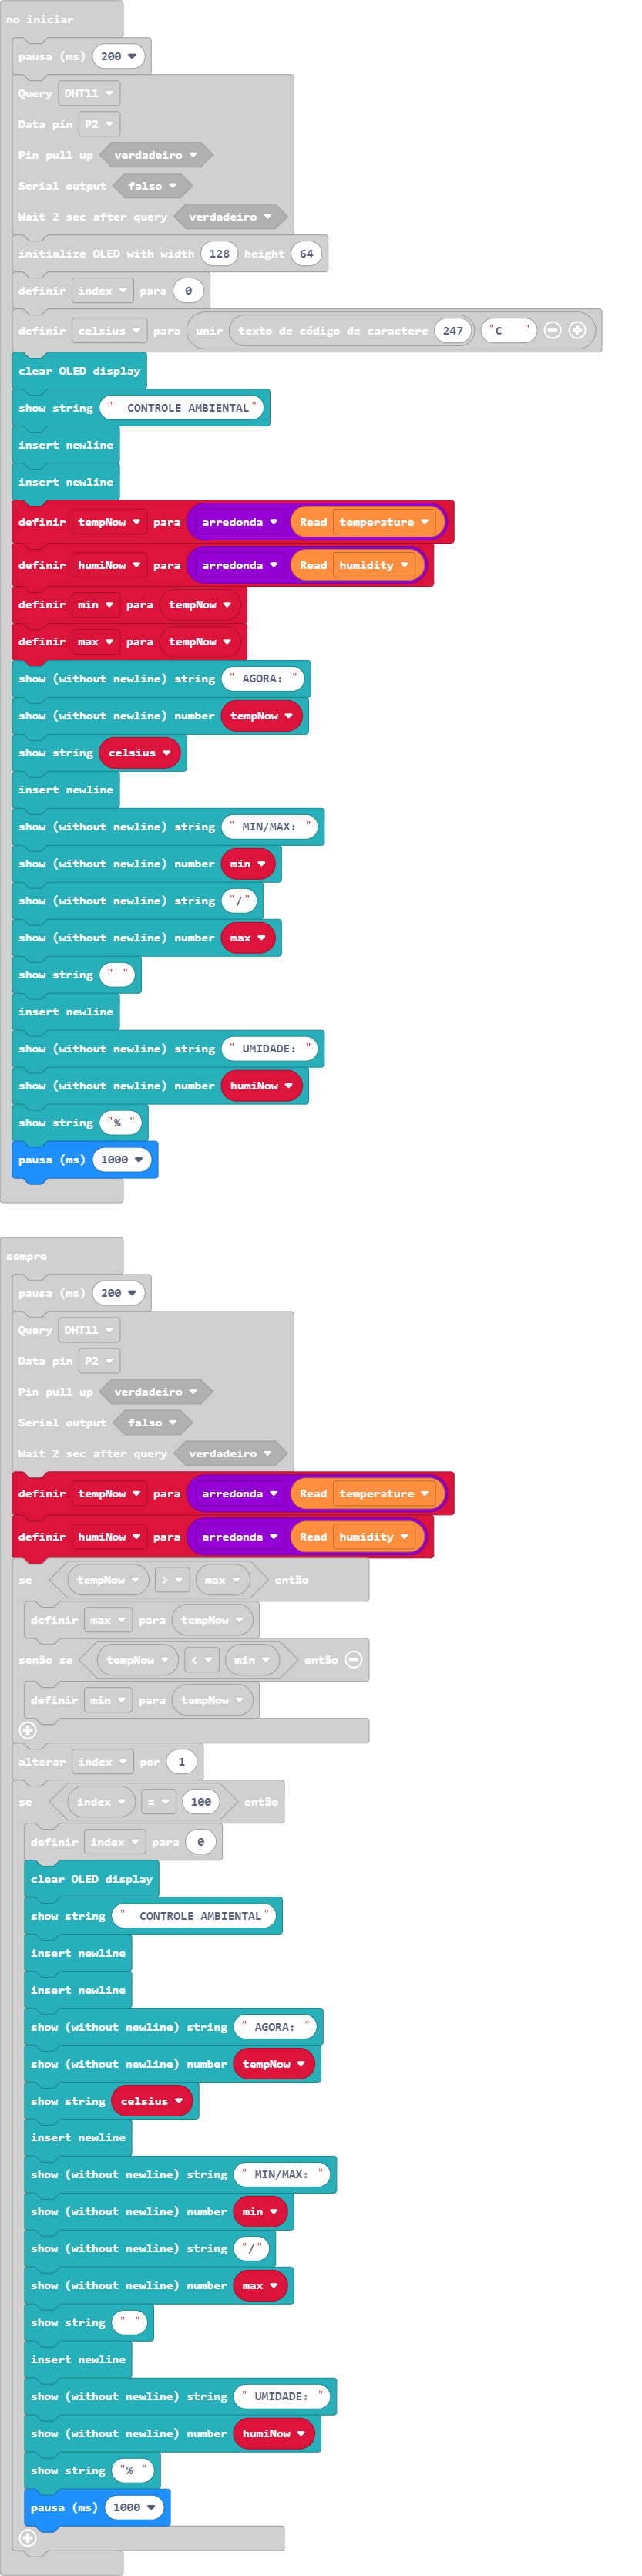 no iniciar
pausa (ms) 200
Query DHT11
Data pin P2
Pin pull up verdadeiro
Serial output falso
Wait 2 sec after query verdadeiro
initialize OLED with width 128 height 64
definir index para 0
definir celsius para unir texto de código de caractere 247 "C   "
clear OLED display
show string "  CONTROLE AMBIENTAL"
insert newline
insert newline
definir tempNow para arredonda Read temperature
definir humiNow para arredonda Read humidity
definir min para tempNow
definir max para tempNow
show (without newline) string " AGORA: "
show (without newline) number tempNow
show string celsius
insert newline
show (without newline) string " MIN/MAX: "
show (without newline) number min
show (without newline) string "/"
show (without newline) number max
show string " "
insert newline
show (without newline) string " UMIDADE: "
show (without newline) number humiNow
show string "% "
pausa (ms) 1000
sempre
pausa (ms) 200
Query DHT11
Data pin P2
Pin pull up verdadeiro
Serial output falso
Wait 2 sec after query verdadeiro
definir tempNow para arredonda Read temperature
definir humiNow para arredonda Read humidity
se tempNow > max então
definir max para tempNow
senão se tempNow < min então
definir min para tempNow
alterar index por 1
se index = 100 então
definir index para 0
clear OLED display
show string "  CONTROLE AMBIENTAL"
insert newline
insert newline
show (without newline) string " AGORA: "
show (without newline) number tempNow
show string celsius
insert newline
show (without newline) string " MIN/MAX: "
show (without newline) number min
show (without newline) string "/"
show (without newline) number max
show string " "
insert newline
show (without newline) string " UMIDADE: "
show (without newline) number humiNow
show string "% "
pausa (ms) 1000